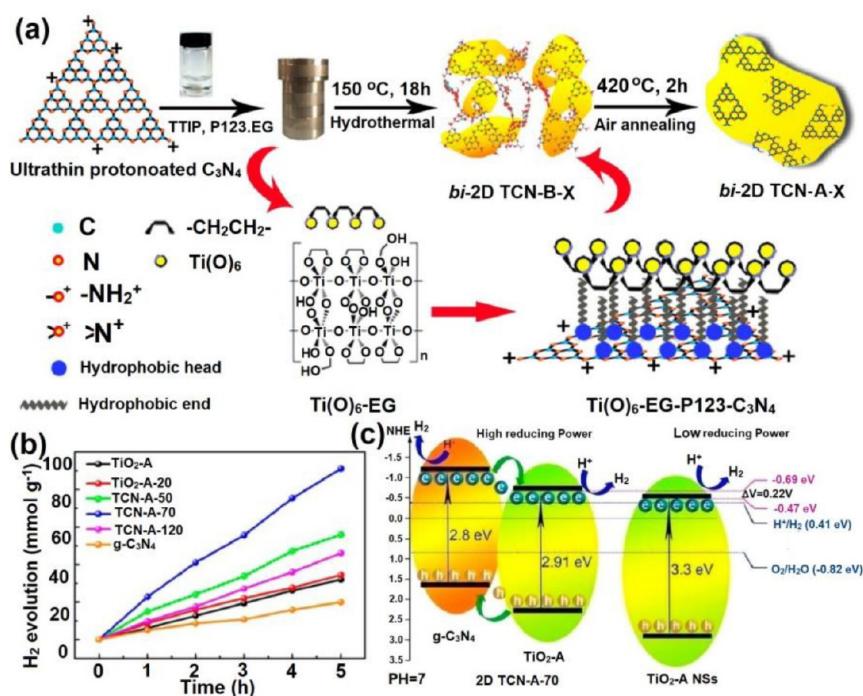 (a)
150 ºC, 18h
Hydrothermal
420 ºC, 2h
Air annealing
TTIP, P123.EG
Ultrathin protonoated C₃N₄
bi-2D TCN-B-X
bi-2D TCN-A-X
C
-CH₂CH₂-
N
Ti(O)₆
-NH₂⁺
>N⁺
Hydrophobic head
Hydrophobic end
Ti(O)₆-EG
Ti(O)₆-EG-P123-C₃N₄
(b)
H₂ evolution (mmol g⁻¹)
100
80
60
40
20
0
TiO₂-A
TiO₂-A-20
TCN-A-50
TCN-A-70
TCN-A-120
g-C₃N₄
0 1 2 3 4 5
Time (h)
(c)
NHE
-1.5
-1.0
-0.5
0.0
0.5
1.0
1.5
2.0
2.5
3.0
3.5
PH=7
High reducing Power
Low reducing Power
H₂
H⁺
H⁺
H₂
H⁺
H₂
-0.69 eV
ΔV=0.22V
-0.47 eV
H⁺/H₂ (0.41 eV)
O₂/H₂O (-0.82 eV)
2.8 eV
2.91 eV
3.3 eV
g-C₃N₄
TiO₂-A
2D TCN-A-70
TiO₂-A NSs